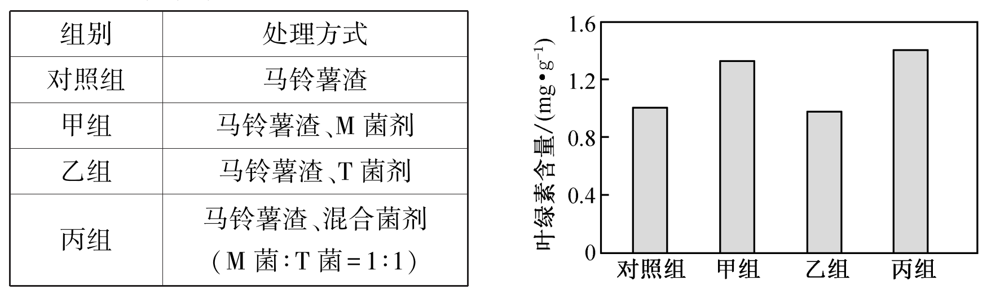 组别 处理方式
对照组 马铃薯渣
甲组 马铃薯渣、M 菌剂
乙组 马铃薯渣、T 菌剂
丙组 马铃薯渣、混合菌剂
(M 菌:T 菌=1:1)
叶绿素含量/(mg•g⁻¹)
1.6
1.2
0.8
0.4
0
对照组 甲组 乙组 丙组